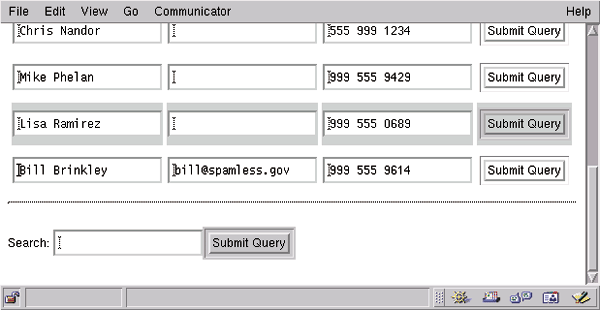 File Edit View Go Communicator Help
Chris Nandor 555 999 1234 Submit Query
Mike Phelan 999 555 9429 Submit Query
Lisa Ramirez 999 555 0689 Submit Query
Bill Brinkley bill@spamless.gov 999 555 9614 Submit Query
Search: Submit Query